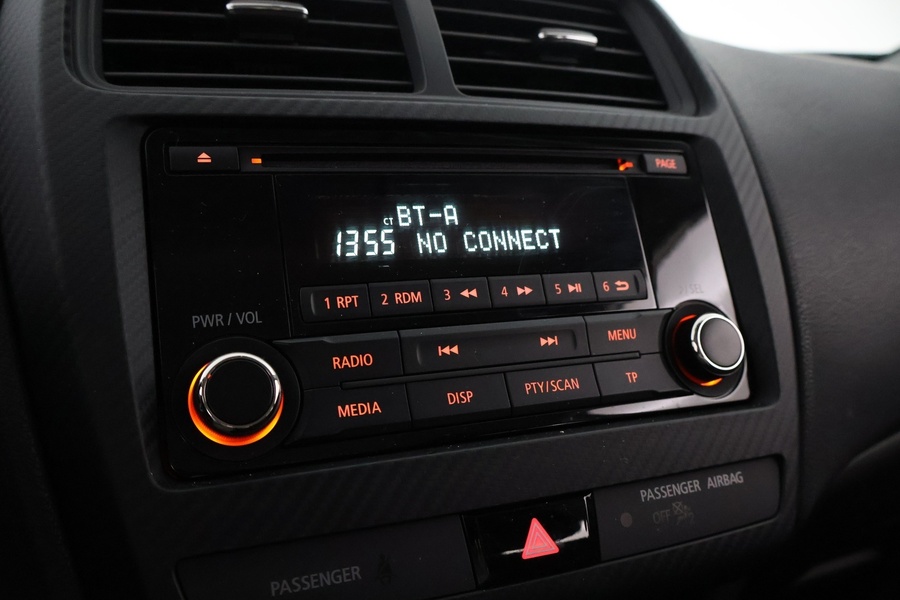 PAGE
CT BT-A
1355 NO CONNECT
1 RPT 2 RDM 3 4 5 6
PWR / VOL
SEL
RADIO MENU
MEDIA DISP PTY/SCAN TP
PASSENGER AIRBAG
OFF
PASSENGER